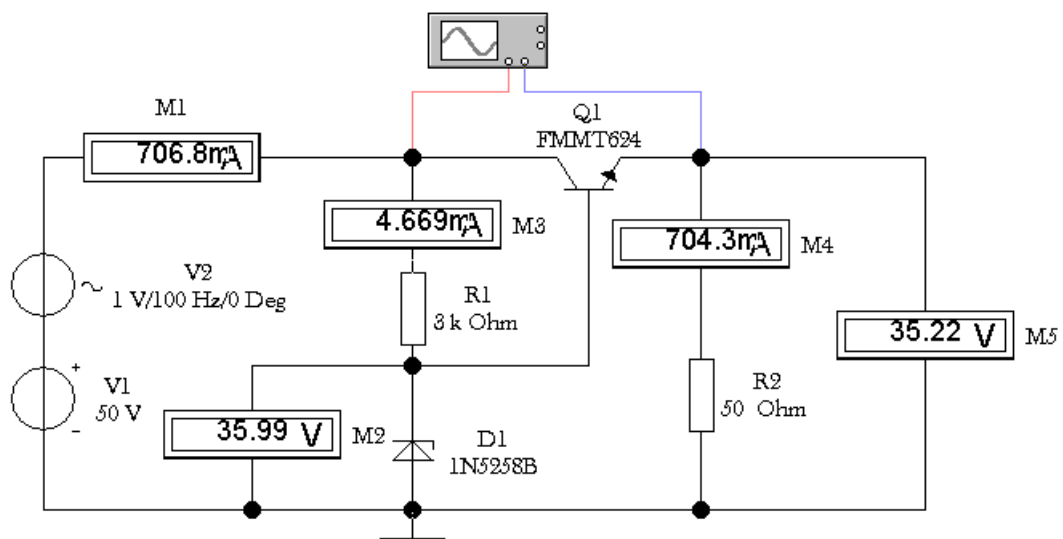 M1
706.8mA
Q1
FMMT624
4.669mA
M3
704.3mA
M4
V2
1 V/100 Hz/0 Deg
R1
3 k Ohm
35.22 V
M5
+
V1
50 V
-
35.99 V
M2
D1
1N5258B
R2
50 Ohm